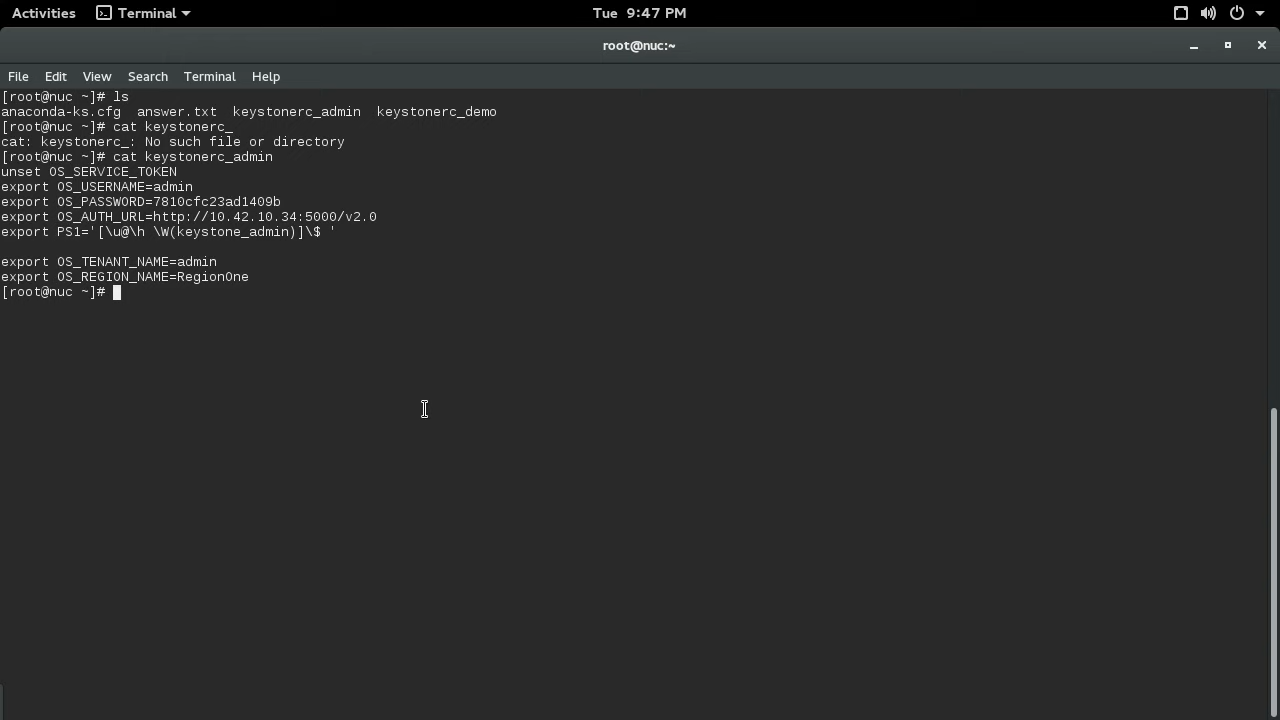 Activities Terminal Tue 9:47 PM
root@nuc:~
File Edit View Search Terminal Help
[root@nuc ~]# ls
anaconda-ks.cfg  answer.txt  keystonerc_admin  keystonerc_demo
[root@nuc ~]# cat keystonerc_
cat: keystonerc_: No such file or directory
[root@nuc ~]# cat keystonerc_admin
unset OS_SERVICE_TOKEN
export OS_USERNAME=admin
export OS_PASSWORD=7810cfc23ad1409b
export OS_AUTH_URL=http://10.42.10.34:5000/v2.0
export PS1='[\u@\h \W(keystone_admin)]\$ '
export OS_TENANT_NAME=admin
export OS_REGION_NAME=RegionOne
[root@nuc ~]#